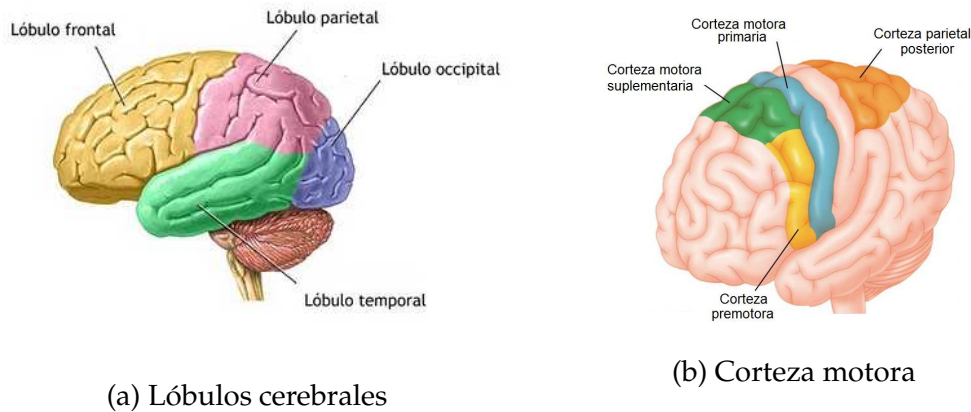 Lóbulo frontal
Lóbulo parietal
Lóbulo occipital
Lóbulo temporal
(a) Lóbulos cerebrales
Corteza motora
primaria
Corteza parietal
posterior
Corteza motora
suplementaria
Corteza
premotora
(b) Corteza motora